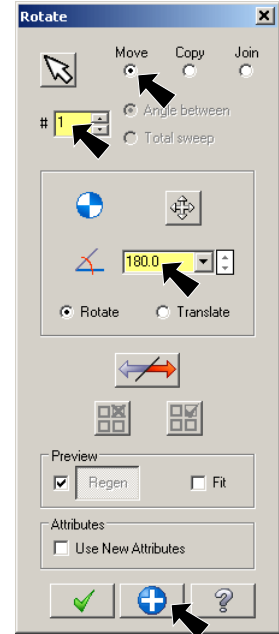 Rotate
Move Copy Join
# 1
Angle between
Total sweep
180.0
Rotate Translate
Preview
Regen Fit
Attributes
Use New Attributes